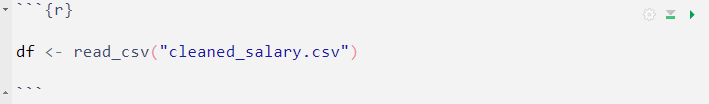 ```{r}
df <- read_csv("cleaned_salary.csv")
```